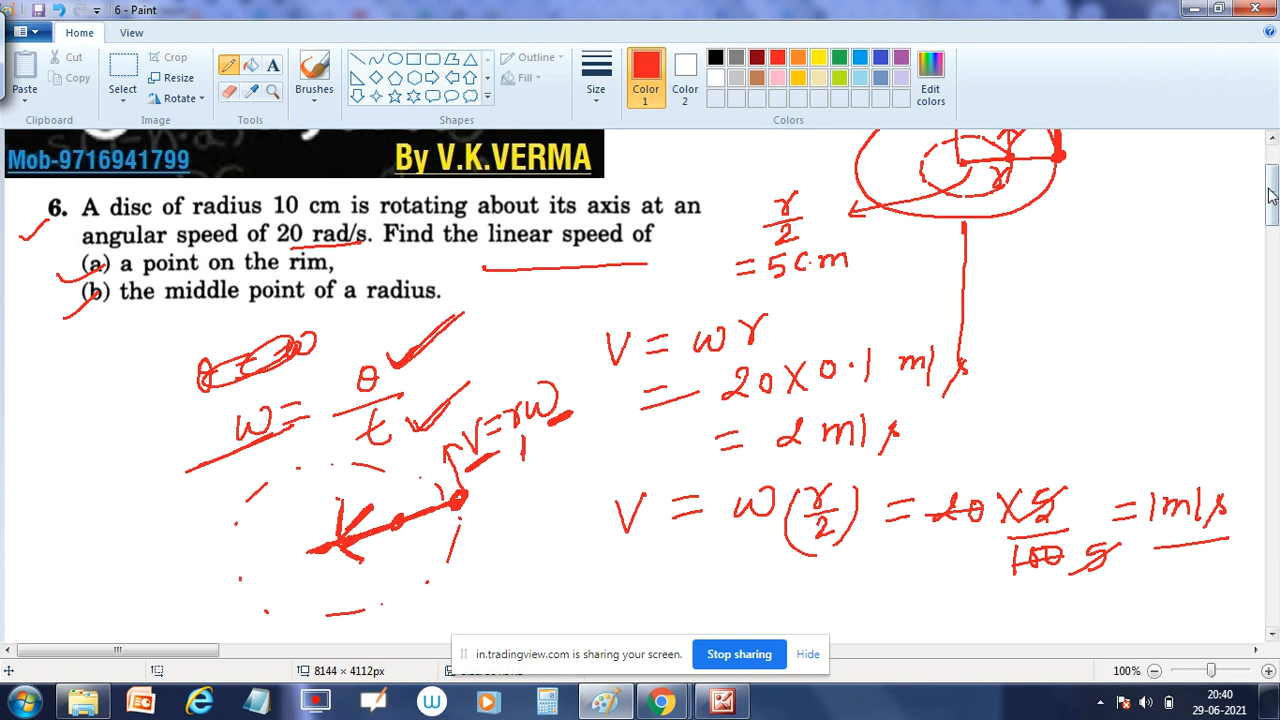 6 - Paint
Home View
Paste
Cut
Copy
Clipboard
Select
Crop
Resize
Rotate
Image
Tools
Brushes
Outline
Fill
Shapes
Size
Color 1
Color 2
Edit colors
Colors
Mob-9716941799
By V.K.VERMA
6. A disc of radius 10 cm is rotating about its axis at an
angular speed of 20 rad/s. Find the linear speed of
(a) a point on the rim,
(b) the middle point of a radius.
r
r/2
= 5 c.m
ω = θ/t
V = rω
V = ω r
= 20 X 0.1 m/s
= 2 m/s
V = ω (r/2) = 20 X 5/100 5 = 1 m/s
in.tradingview.com is sharing your screen. Stop sharing Hide
8144 × 4112px
100%
20:40
29-06-2021